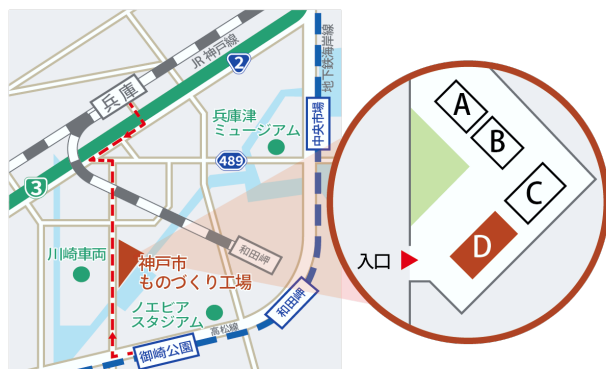 JR神戸線
2
地下鉄海岸線
兵庫
兵庫津
ミュージアム
中央市場
489
3
和田岬
川崎車両
神戸市
ものづくり工場
ノエビア
スタジアム
高松線
和田岬
御崎公園
A
B
C
D
入口